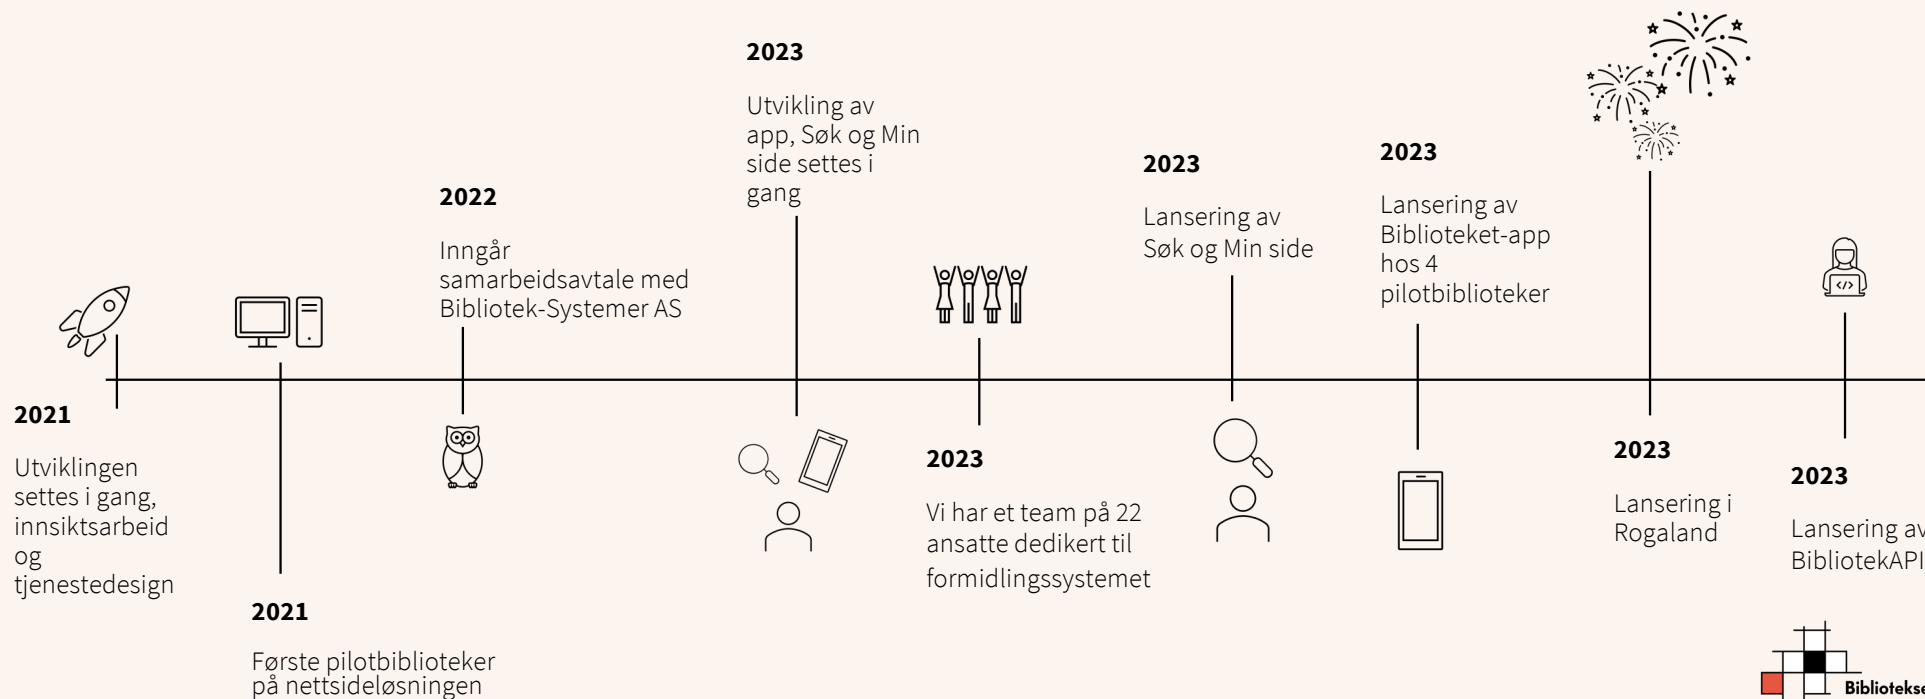 2021
Utviklingen
settes i gang,
innsiktsarbeid
og
tjenestedesign
2021
Første pilotbiblioteker
på nettsideløsningen
2022
Inngår
samarbeidsavtale med
Bibliotek-Systemer AS
2023
Utvikling av
app, Søk og Min
side settes i
gang
2023
Vi har et team på 22
ansatte dedikert til
formidlingssystemet
2023
Lansering av
Søk og Min side
2023
Lansering av
Biblioteket-app
hos 4
pilotbiblioteker
2023
Lansering i
Rogaland
2023
Lansering av
BibliotekAPI